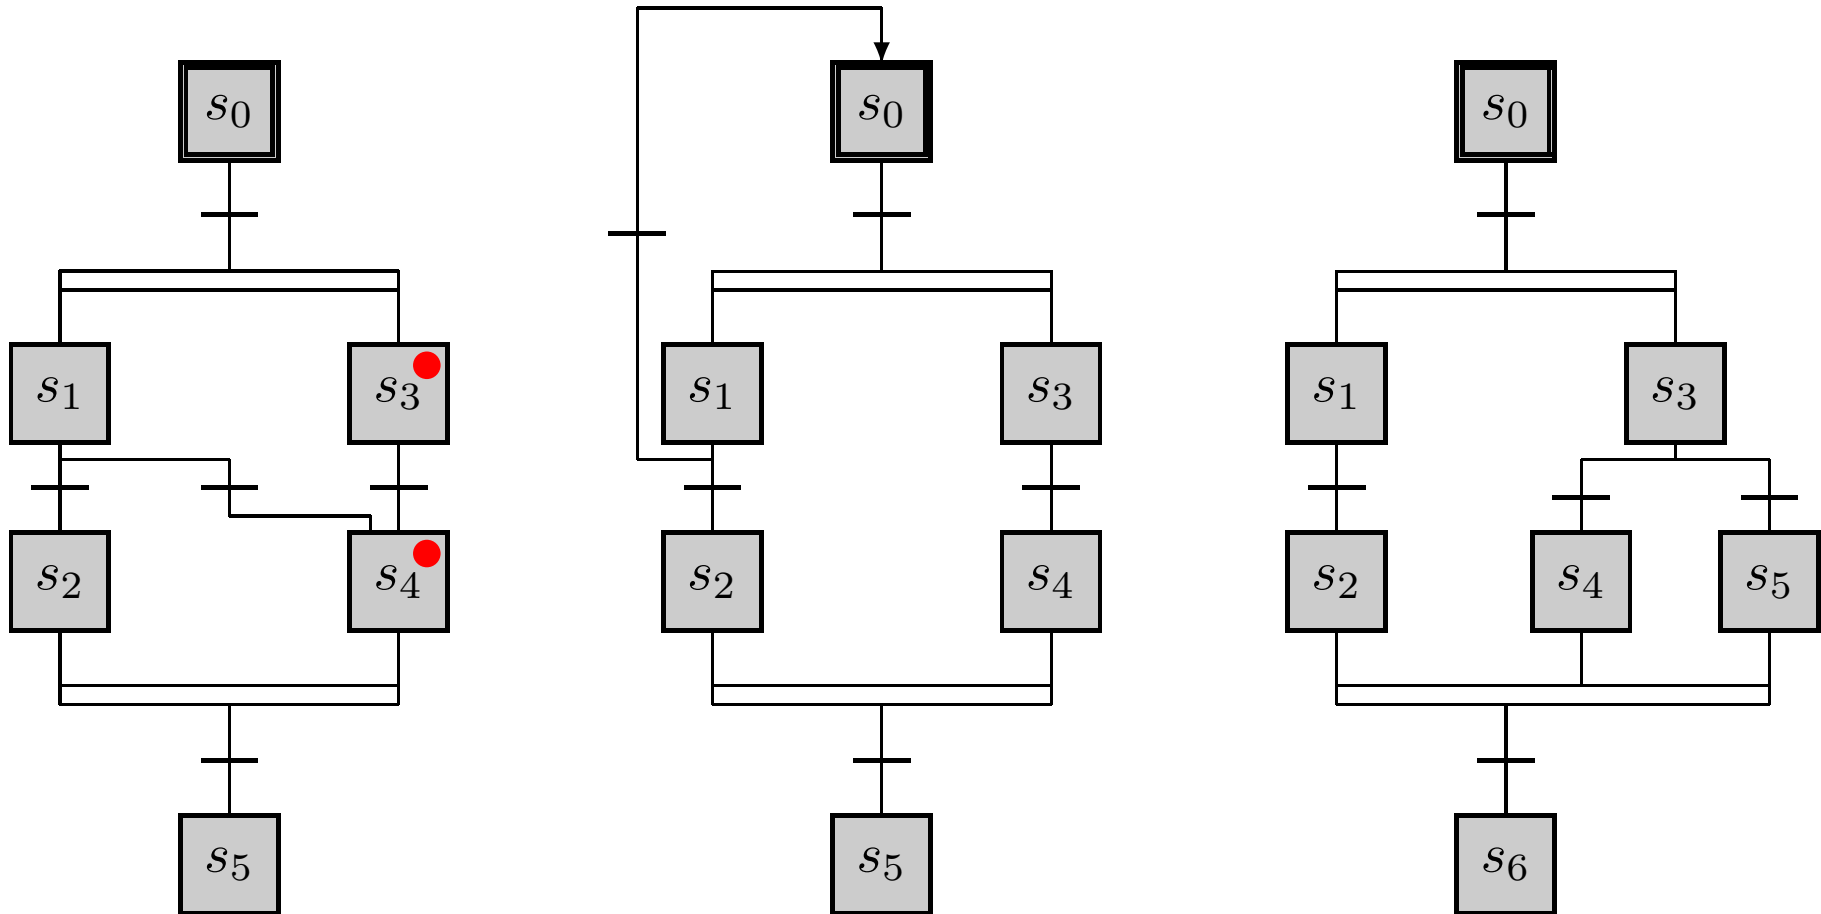 s₀ s₀ s₀
s₁ s₃ s₁ s₃ s₁ s₃
s₂ s₄ s₂ s₄ s₂ s₄ s₅
s₅ s₅ s₆